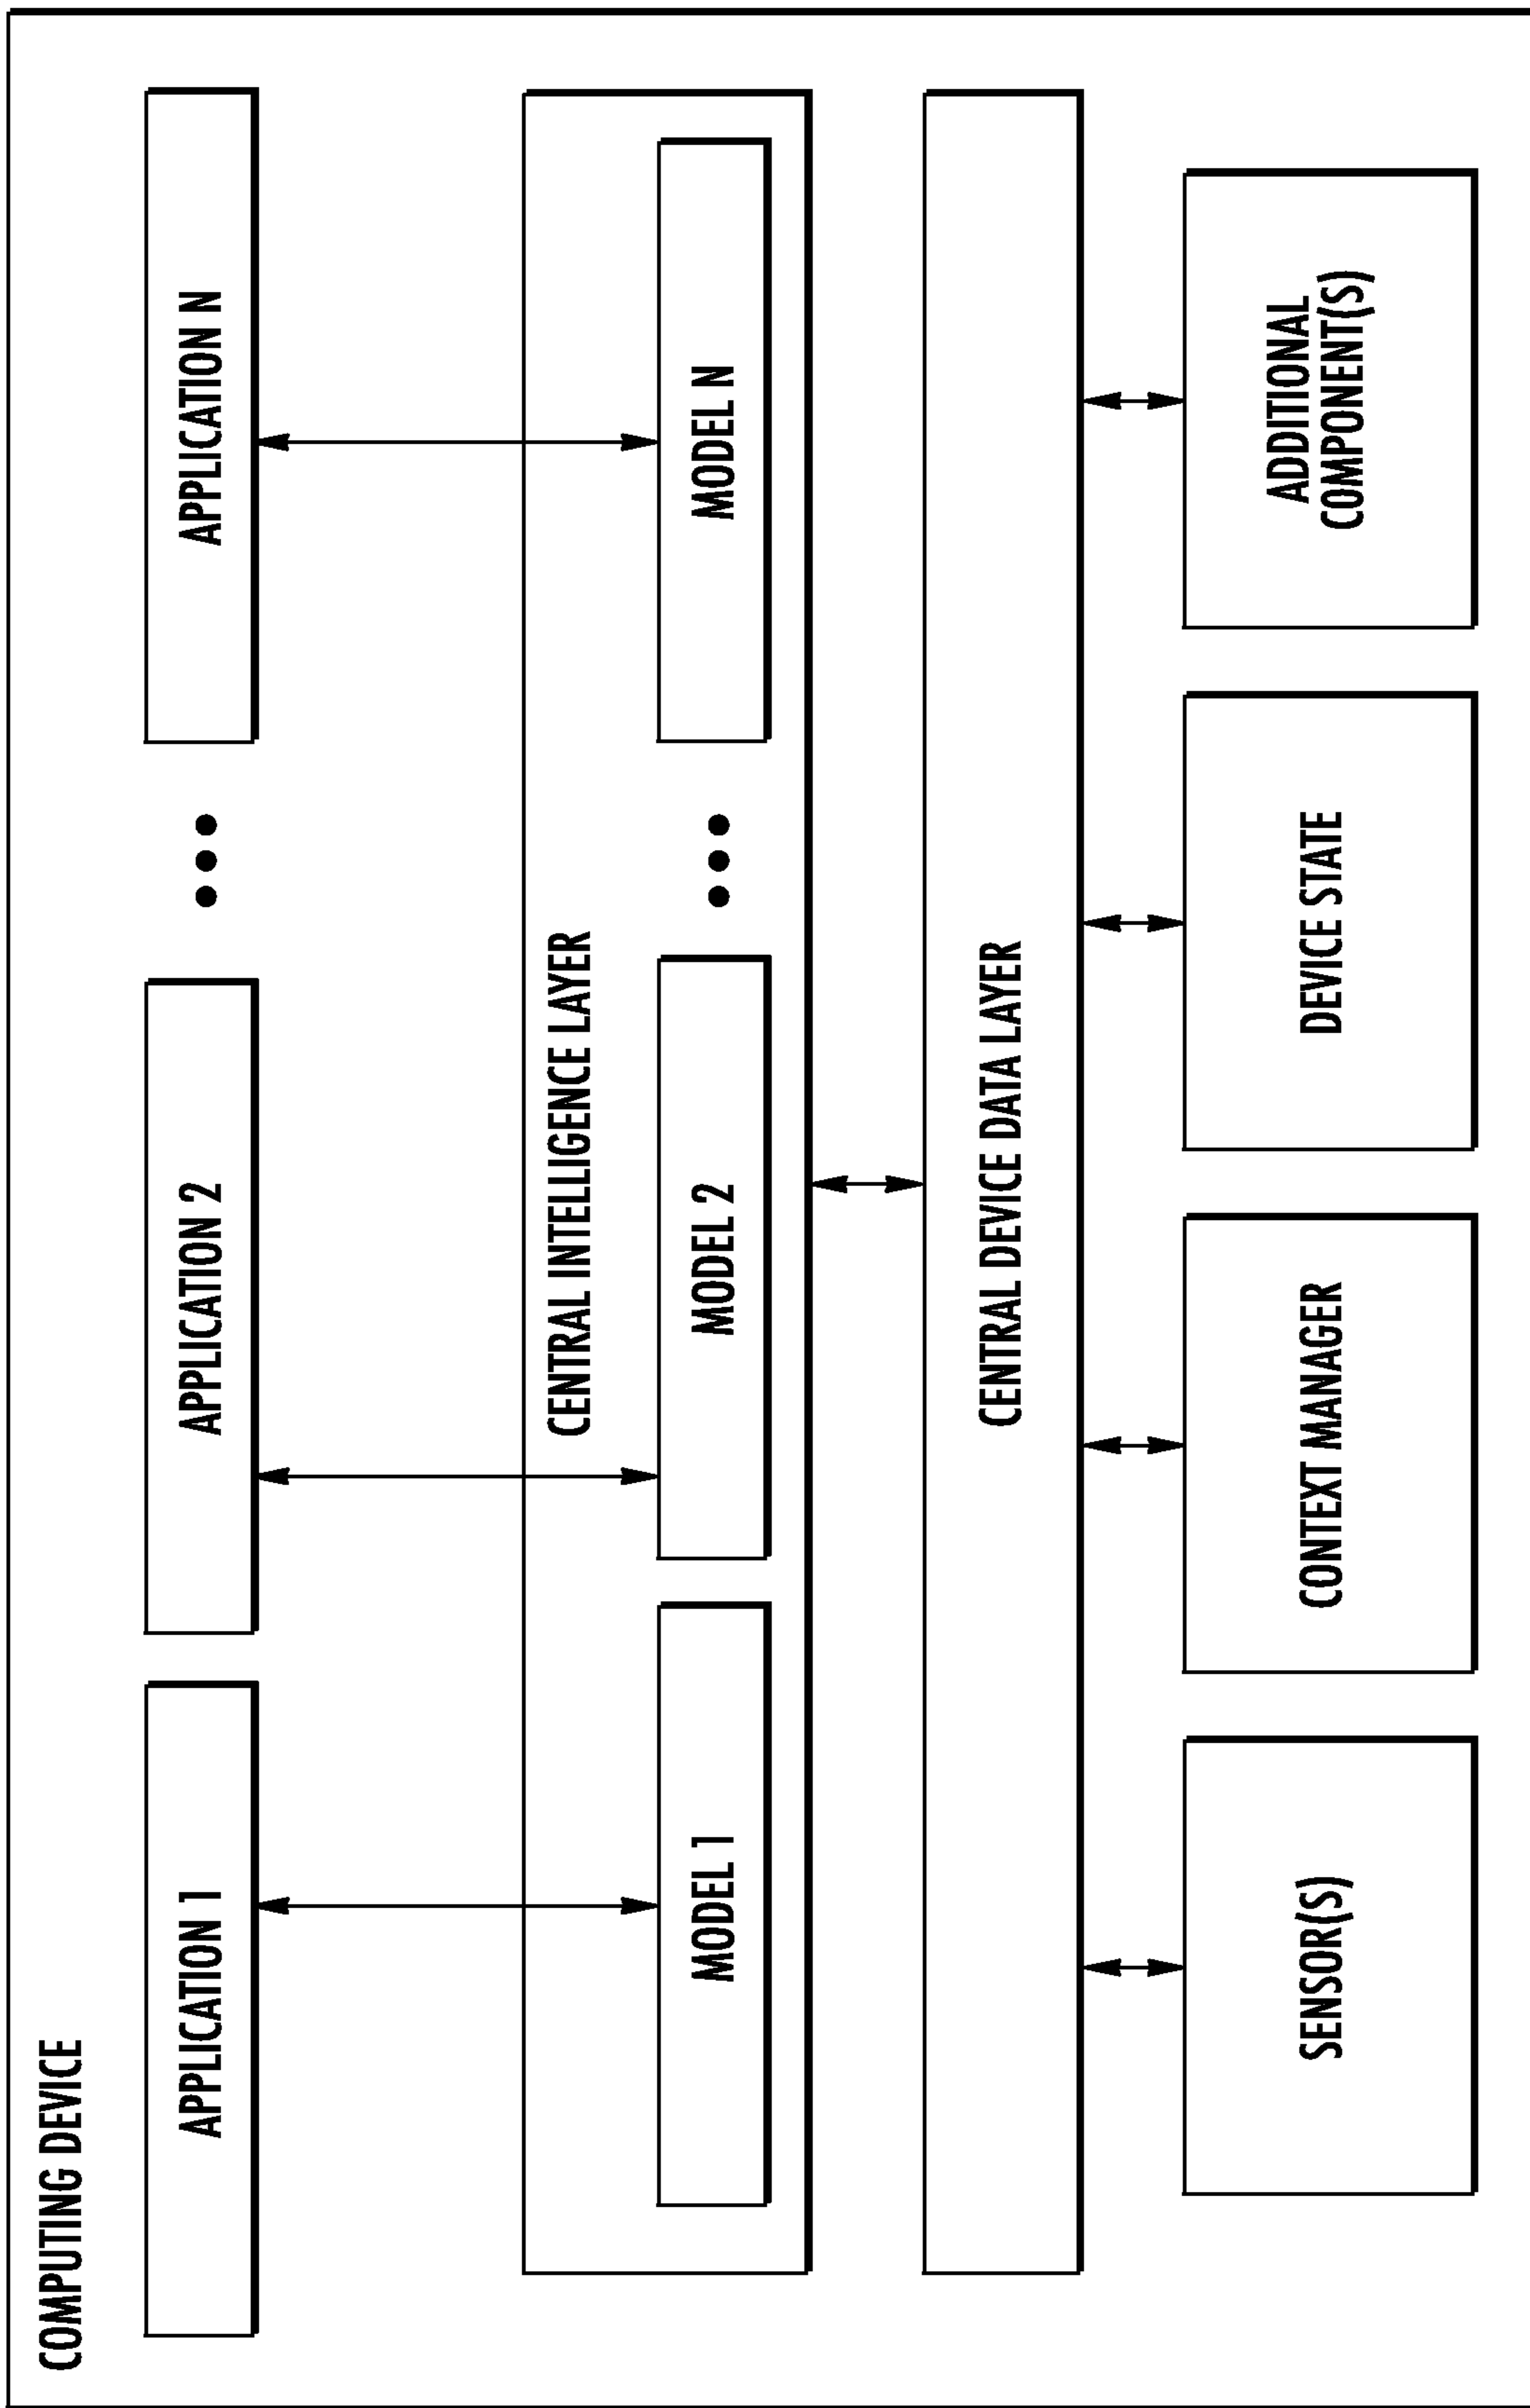 COMPUTING DEVICE
APPLICATION 1
APPLICATION 2
APPLICATION N
CENTRAL INTELLIGENCE LAYER
MODEL 1
MODEL 2
MODEL N
CENTRAL DEVICE DATA LAYER
SENSOR(S)
CONTEXT MANAGER
DEVICE STATE
ADDITIONAL
COMPONENT(S)